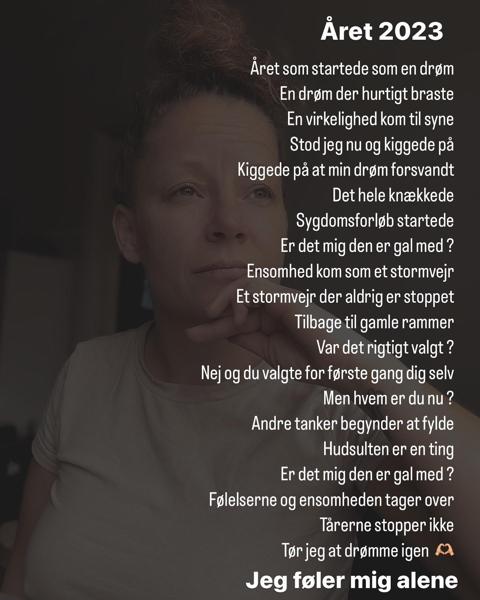 Året 2023
Året som startede som en drøm
En drøm der hurtigt braste
En virkelighed kom til syne
Stod jeg nu og kiggede på
Kiggede på at min drøm forsvandt
Det hele knækkede
Sygdomsforløb startede
Er det mig den er gal med ?
Ensomhed kom som et stormvejr
Et stormvejr der aldrig er stoppet
Tilbage til gamle rammer
Var det rigtigt valgt ?
Nej og du valgte for første gang dig selv
Men hvem er du nu ?
Andre tanker begynder at fylde
Hudsulten er en ting
Er det mig den er gal med ?
Følelserne og ensomheden tager over
Tårerne stopper ikke
Tør jeg at drømme igen 🫶🏼
Jeg føler mig alene